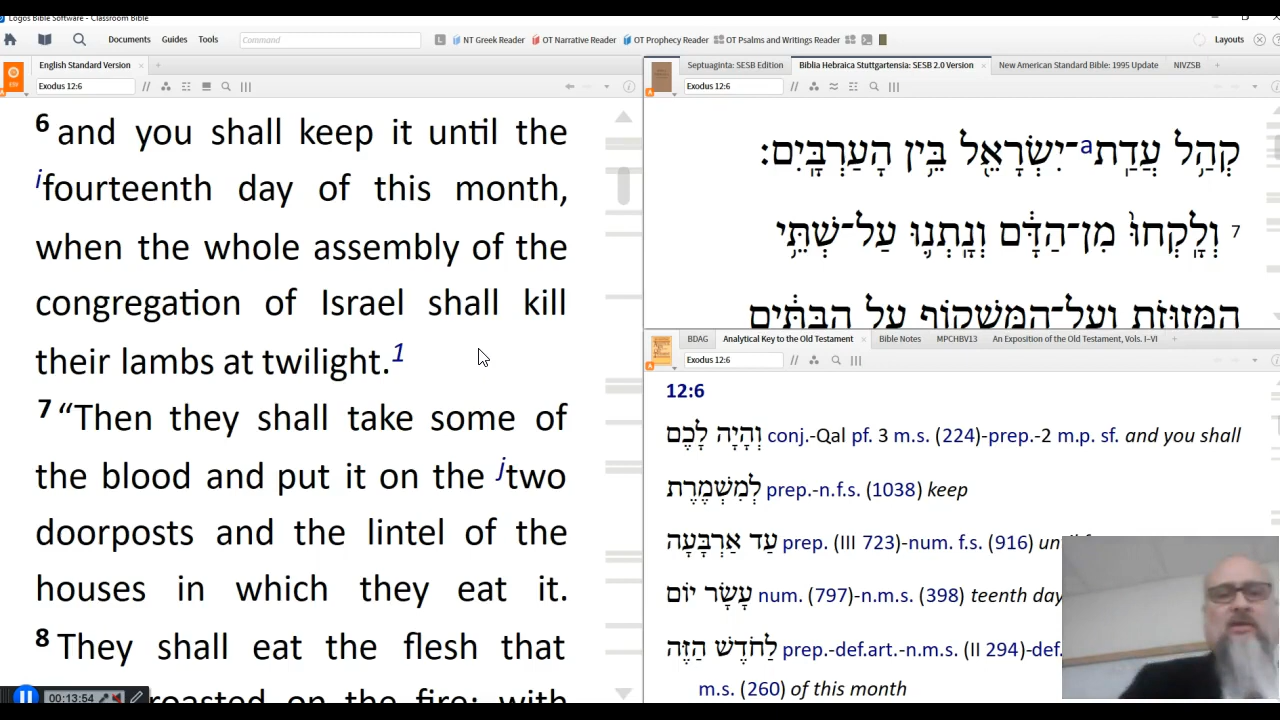 Logos Bible Software - Classroom Bible
Documents Guides Tools Command L NT Greek Reader OT Narrative Reader OT Prophecy Reader OT Psalms and Writings Reader Layouts
English Standard Version
Exodus 12:6
6 and you shall keep it until the
i fourteenth day of this month,
when the whole assembly of the
congregation of Israel shall kill
their lambs at twilight. 1
7 “Then they shall take some of
the blood and put it on the j two
doorposts and the lintel of the
houses in which they eat it.
8 They shall eat the flesh that
roasted on the fire; with
00:13:54
Septuaginta: SESB Edition Biblia Hebraica Stuttgartensia: SESB 2.0 Version New American Standard Bible: 1995 Update NIVZSB
Exodus 12:6
קְהַ֥ל עֲדַֽת־a יִשְׂרָאֵ֖ל בֵּ֥ין הָעַרְבָּֽיִם׃
7 וְלָֽקְחוּ֙ מִן־הַדָּ֔ם וְנָֽתְנ֛וּ עַל־שְׁתֵּ֥י
הַמְּזוּזֹ֖ת וְעַל־הַמַּשְׁק֑וֹף עַ֚ל הַבָּ֣תִּ֔ים
BDAG Analytical Key to the Old Testament Bible Notes MPCHBV13 An Exposition of the Old Testament, Vols. I–VI
Exodus 12:6
12:6
וְהָיָה לָכֶם conj.-Qal pf. 3 m.s. (224)-prep.-2 m.p. sf. and you shall
לְמִשְׁמֶרֶת prep.-n.f.s. (1038) keep
עַד אַרְבָּעָה prep. (III 723)-num. f.s. (916)
עָשָׂר יוֹם num. (797)-n.m.s. (398) teenth day
לַחֹדֶשׁ הַזֶּה prep.-def.art.-n.m.s. (II 294)-def.
m.s. (260) of this month